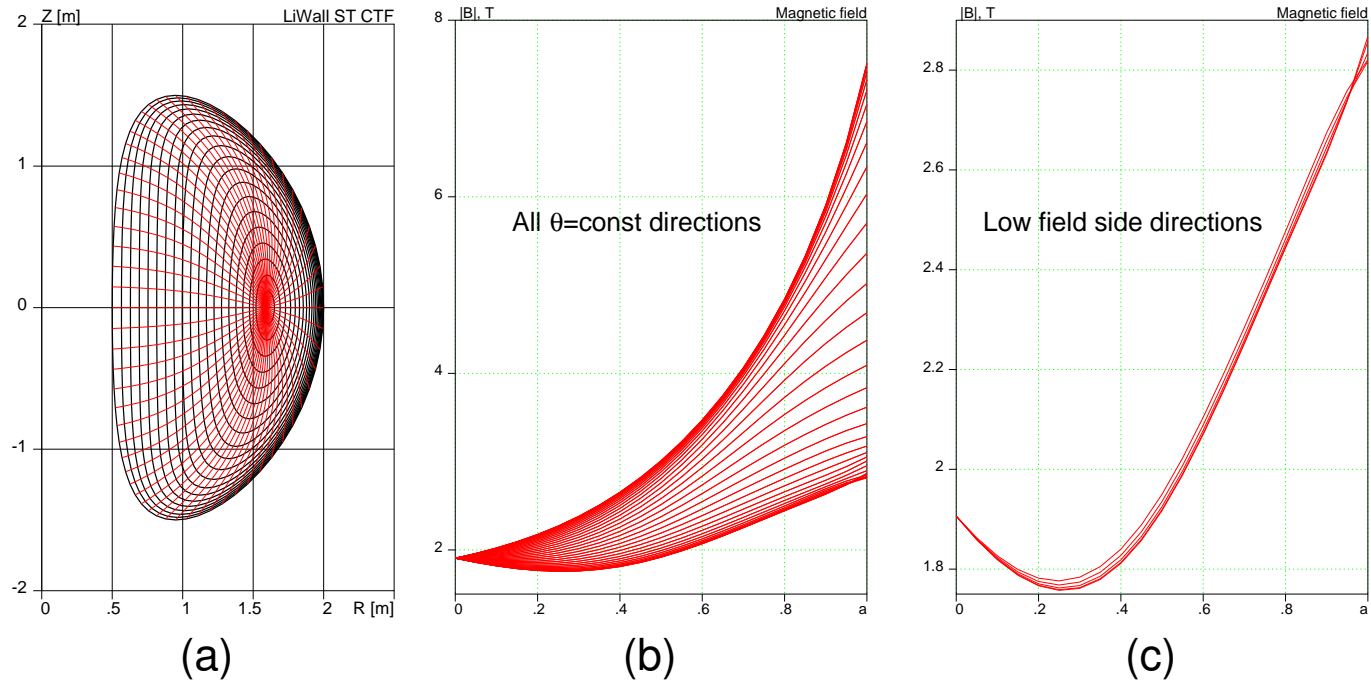 Z [m] LiWall ST CTF
2
1
0
-1
-2
0 .5 1 1.5 2 R [m]
(a)
|B|, T Magnetic field
8
6
All θ=const directions
4
2
0 .2 .4 .6 .8 a
(b)
|B|, T Magnetic field
2.8
2.6
Low field side directions
2.4
2.2
2
1.8
0 .2 .4 .6 .8 a
(c)